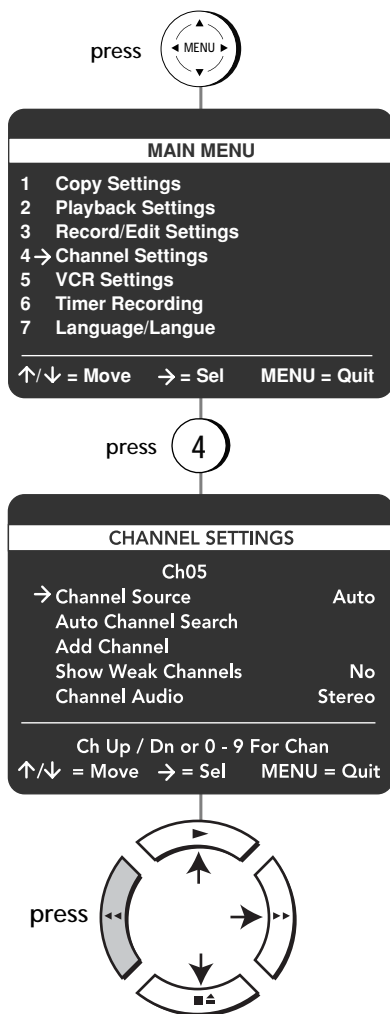 press MENU
MAIN MENU
1 Copy Settings
2 Playback Settings
3 Record/Edit Settings
4→ Channel Settings
5 VCR Settings
6 Timer Recording
7 Language/Langue
↑/↓ = Move → = Sel MENU = Quit
press 4
CHANNEL SETTINGS
Ch05
→ Channel Source Auto
Auto Channel Search
Add Channel
Show Weak Channels No
Channel Audio Stereo
Ch Up / Dn or 0 - 9 For Chan
↑/↓ = Move → = Sel MENU = Quit
press